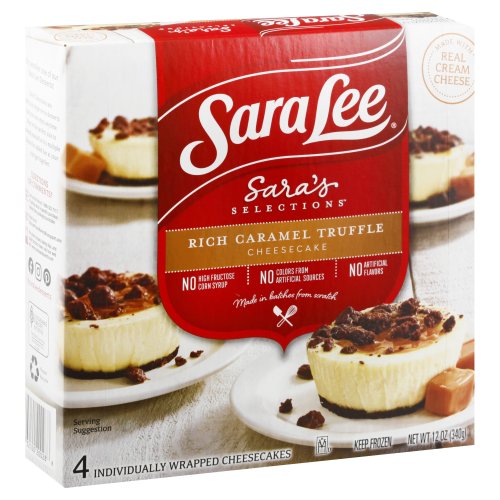 MADE WITH
REAL
CREAM
CHEESE
Sara Lee®
Sara's
SELECTIONS
RICH CARAMEL TRUFFLE
CHEESECAKE
NO HIGH FRUCTOSE CORN SYRUP
NO COLORS FROM ARTIFICIAL SOURCES
NO ARTIFICIAL FLAVORS
Made in batches from scratch
Serving
Suggestion
4 INDIVIDUALLY WRAPPED CHEESECAKES
KEEP FROZEN
NET WT 12 OZ (340g)